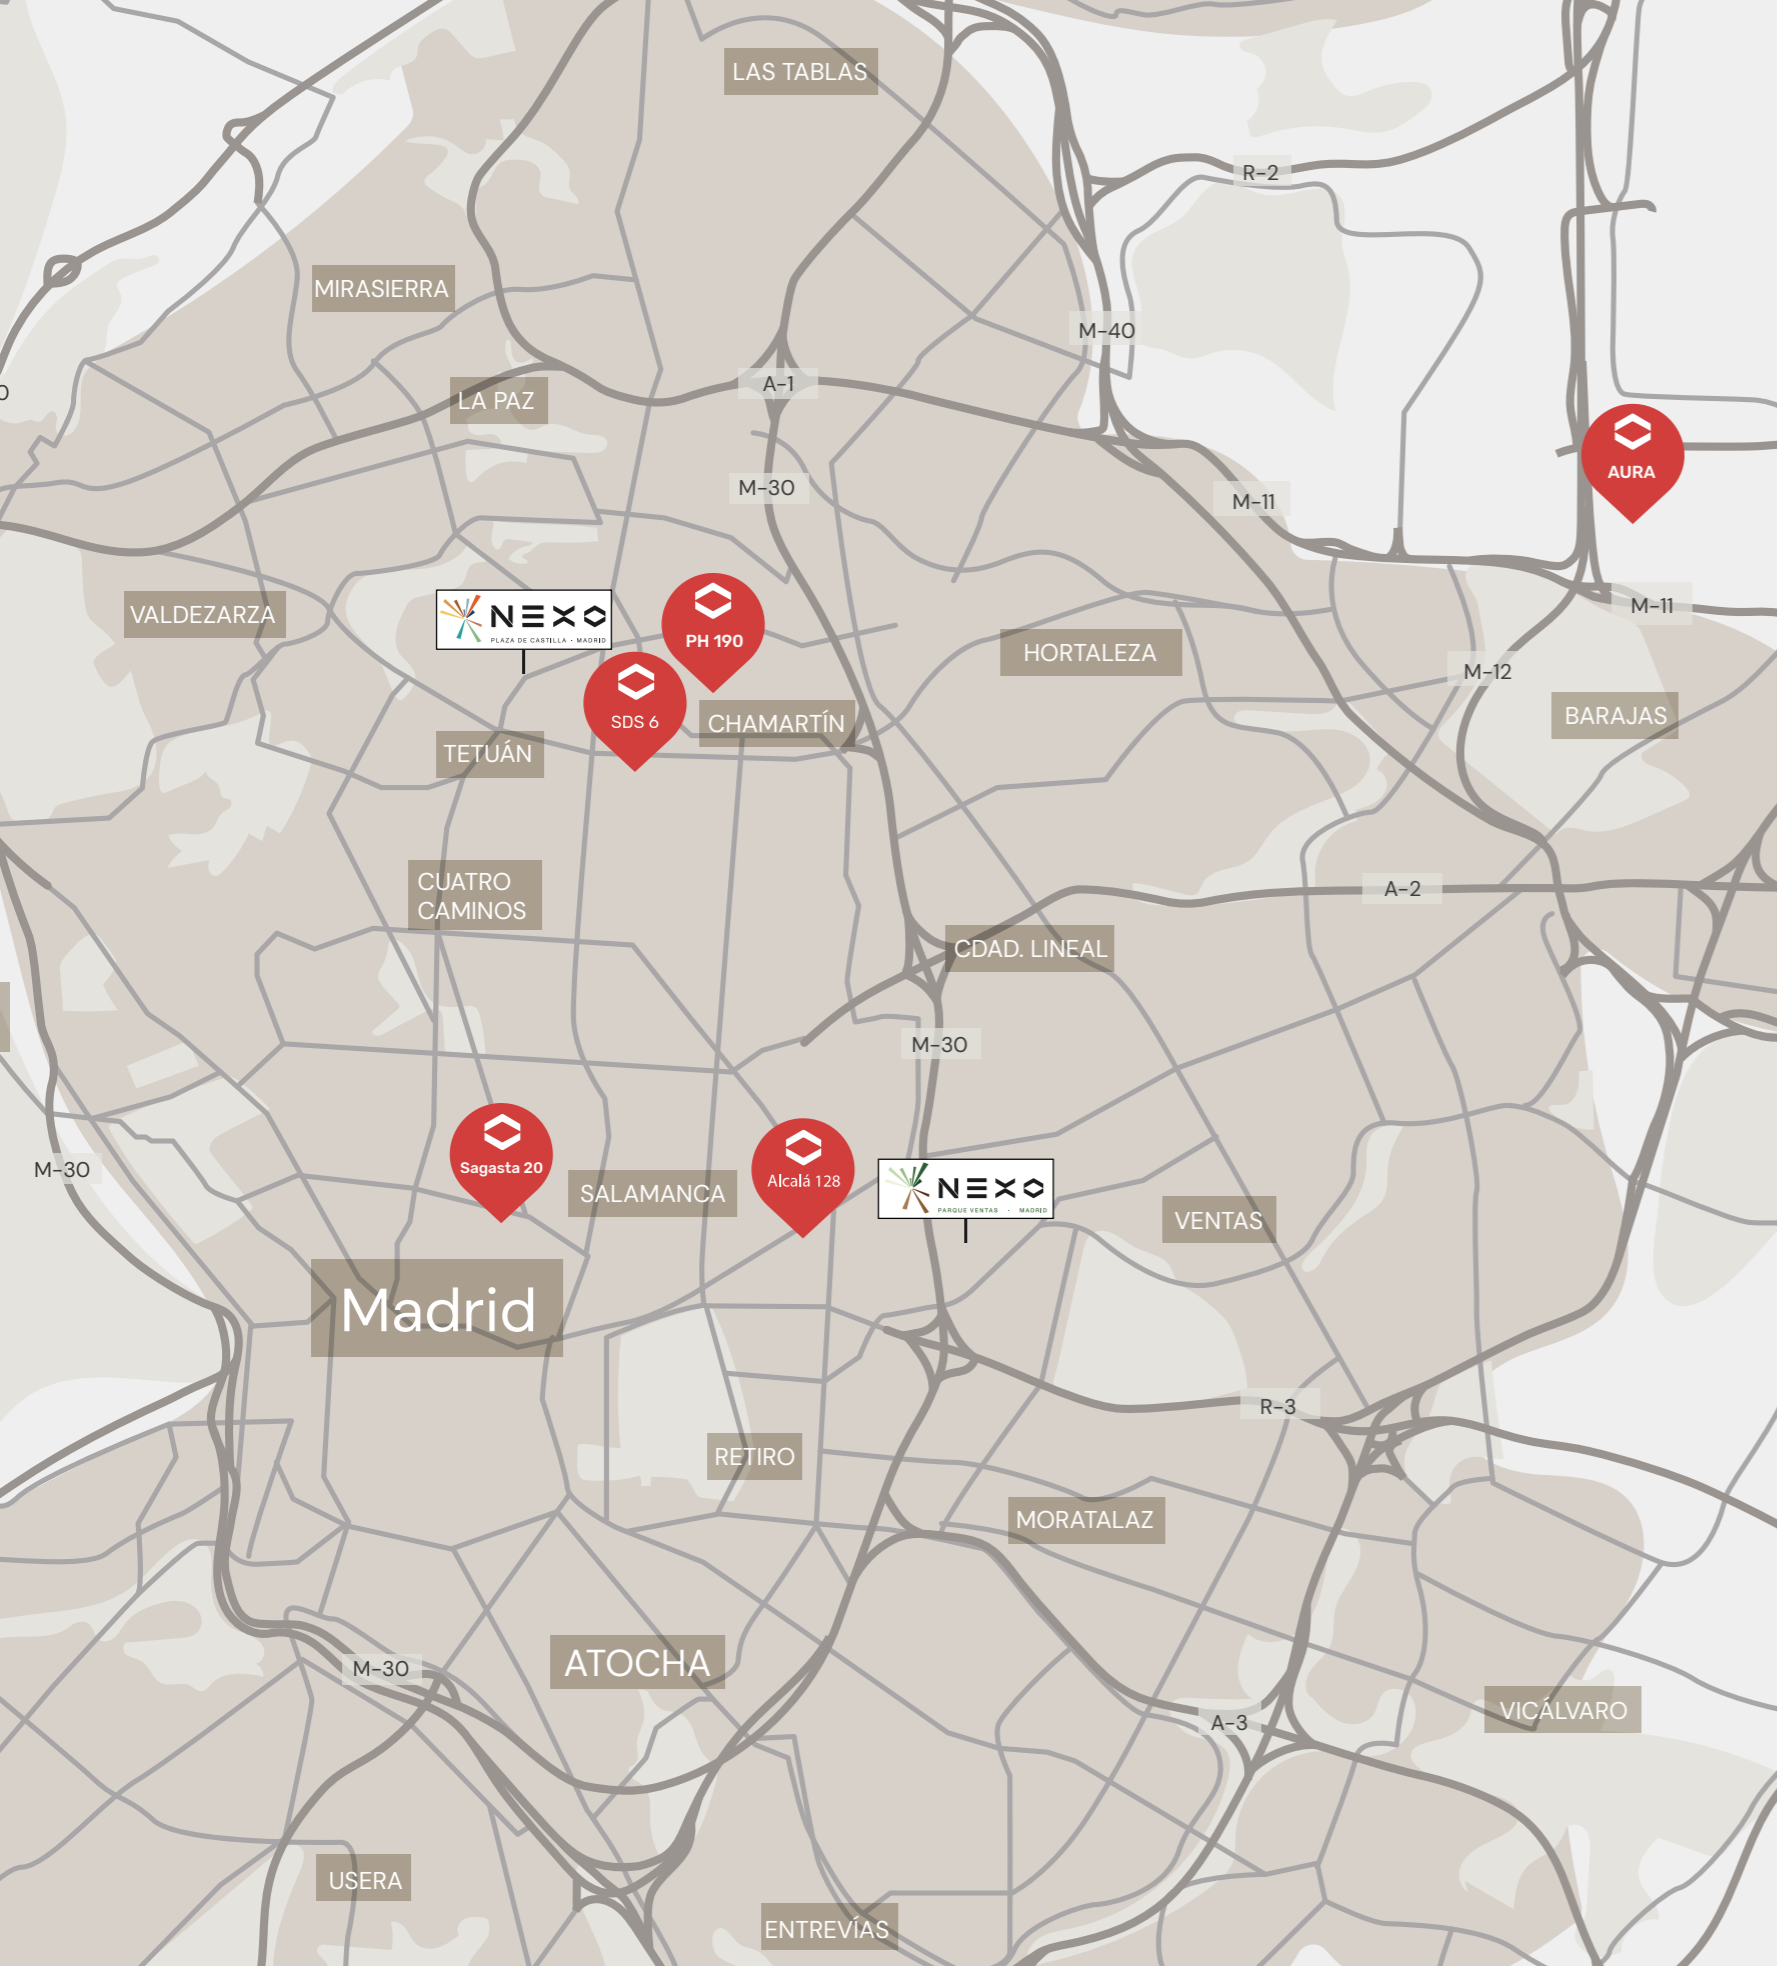 LAS TABLAS
R-2
MIRASIERRA
M-40
A-1
0
LA PAZ
AURA
M-30
M-11
NEXO
PLAZA DE CASTILLA - MADRID
PH 190
VALDEZARZA
M-11
HORTALEZA
M-12
SDS 6
CHAMARTÍN
BARAJAS
TETUÁN
CUATRO
CAMINOS
A-2
CDAD. LINEAL
M-30
M-30
Sagasta 20
SALAMANCA
Alcalá 128
NEXO
PARQUE VENTAS - MADRID
VENTAS
Madrid
R-3
RETIRO
MORATALAZ
ATOCHA
M-30
VICÁLVARO
A-3
USERA
ENTREVÍAS